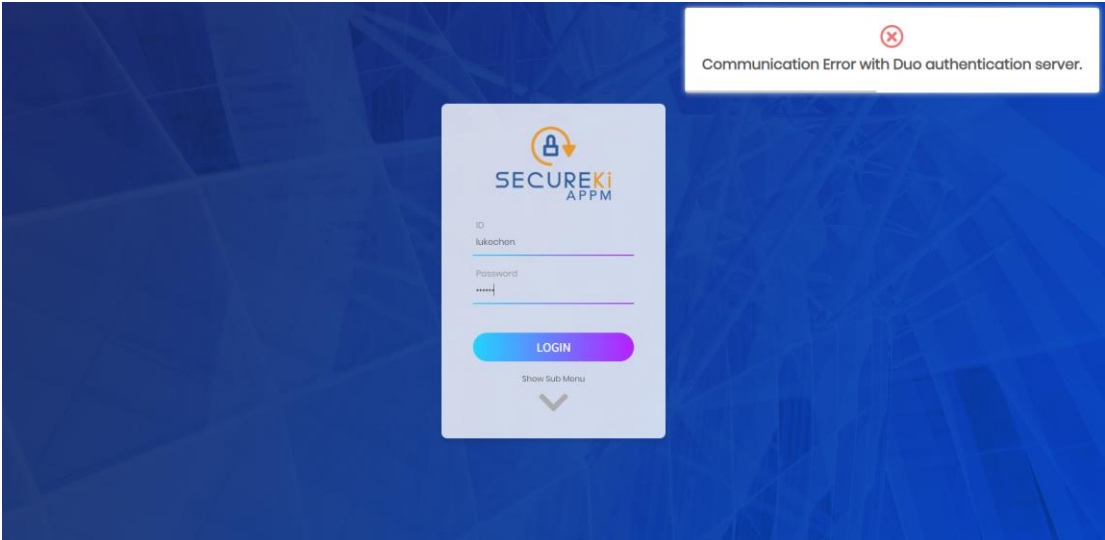 Communication Error with Duo authentication server.
SECUREKi
APPM
ID
lukochon
Password
••••••
LOGIN
Show Sub Menu